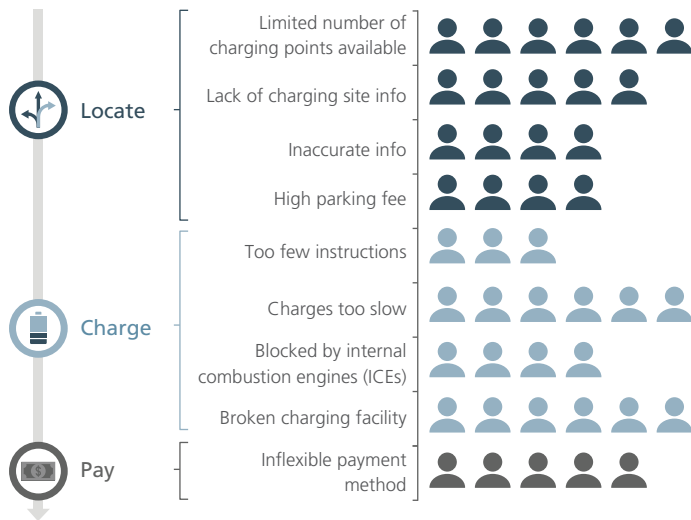 Locate
Limited number of
charging points available
Lack of charging site info
Inaccurate info
High parking fee
Charge
Too few instructions
Charges too slow
Blocked by internal
combustion engines (ICEs)
Broken charging facility
Pay
$
Inflexible payment
method